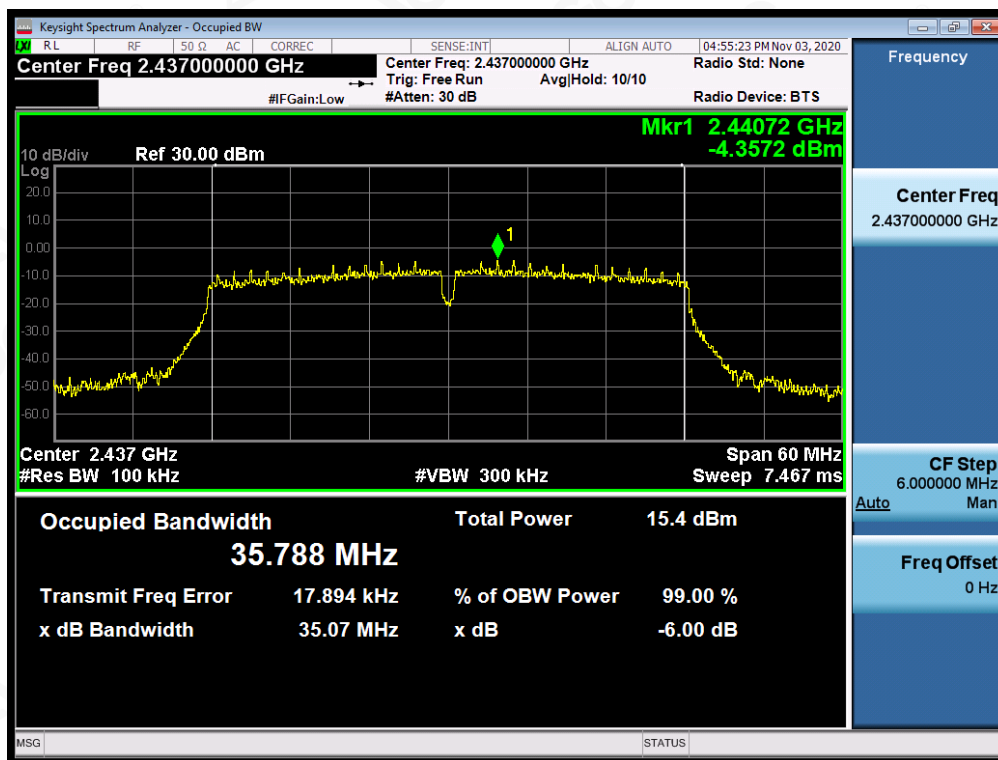 Keysight Spectrum Analyzer - Occupied BW
LXI RL RF 50 Ω AC CORREC SENSE:INT ALIGN AUTO 04:55:23 PM Nov 03, 2020
Center Freq 2.437000000 GHz
Center Freq: 2.437000000 GHz
Radio Std: None
Trig: Free Run Avg|Hold: 10/10
#IFGain:Low
#Atten: 30 dB
Radio Device: BTS
Mkr1 2.44072 GHz
-4.3572 dBm
10 dB/div Ref 30.00 dBm
Log
20.0
10.0
0.00
-10.0
-20.0
-30.0
-40.0
-50.0
-60.0
1
Center 2.437 GHz
Span 60 MHz
#Res BW 100 kHz
#VBW 300 kHz
Sweep 7.467 ms
Occupied Bandwidth
Total Power 15.4 dBm
35.788 MHz
Transmit Freq Error 17.894 kHz
% of OBW Power 99.00 %
x dB Bandwidth 35.07 MHz
x dB -6.00 dB
MSG
STATUS
Frequency
Center Freq
2.437000000 GHz
CF Step
6.000000 MHz
Auto Man
Freq Offset
0 Hz